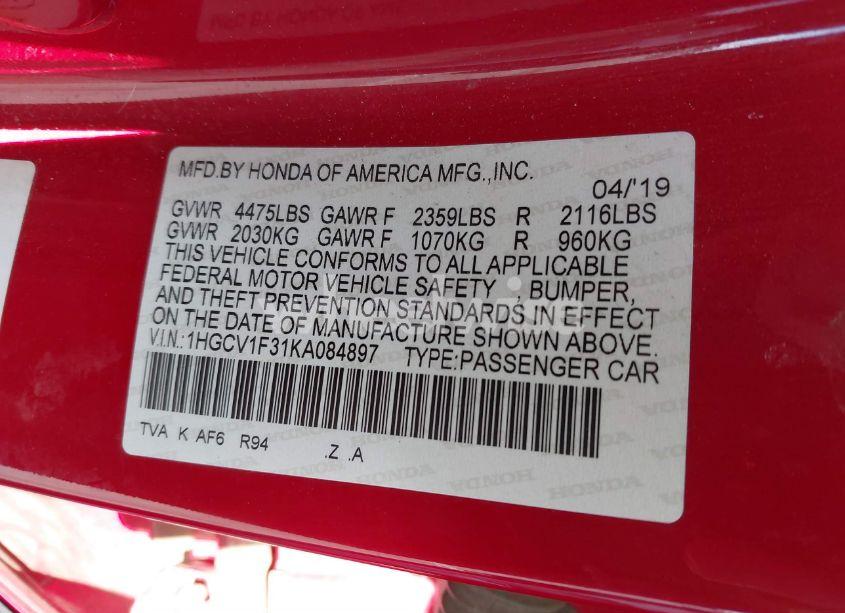 MFD.BY HONDA OF AMERICA MFG.,INC.
04/'19
GVWR 4475LBS GAWR F 2359LBS R 2116LBS
GVWR 2030KG GAWR F 1070KG R 960KG
THIS VEHICLE CONFORMS TO ALL APPLICABLE
FEDERAL MOTOR VEHICLE SAFETY , BUMPER,
AND THEFT PREVENTION STANDARDS IN EFFECT
ON THE DATE OF MANUFACTURE SHOWN ABOVE.
V.I.N.:1HGCV1F31KA084897 TYPE:PASSENGER CAR
TVA K AF6 R94 .Z .A